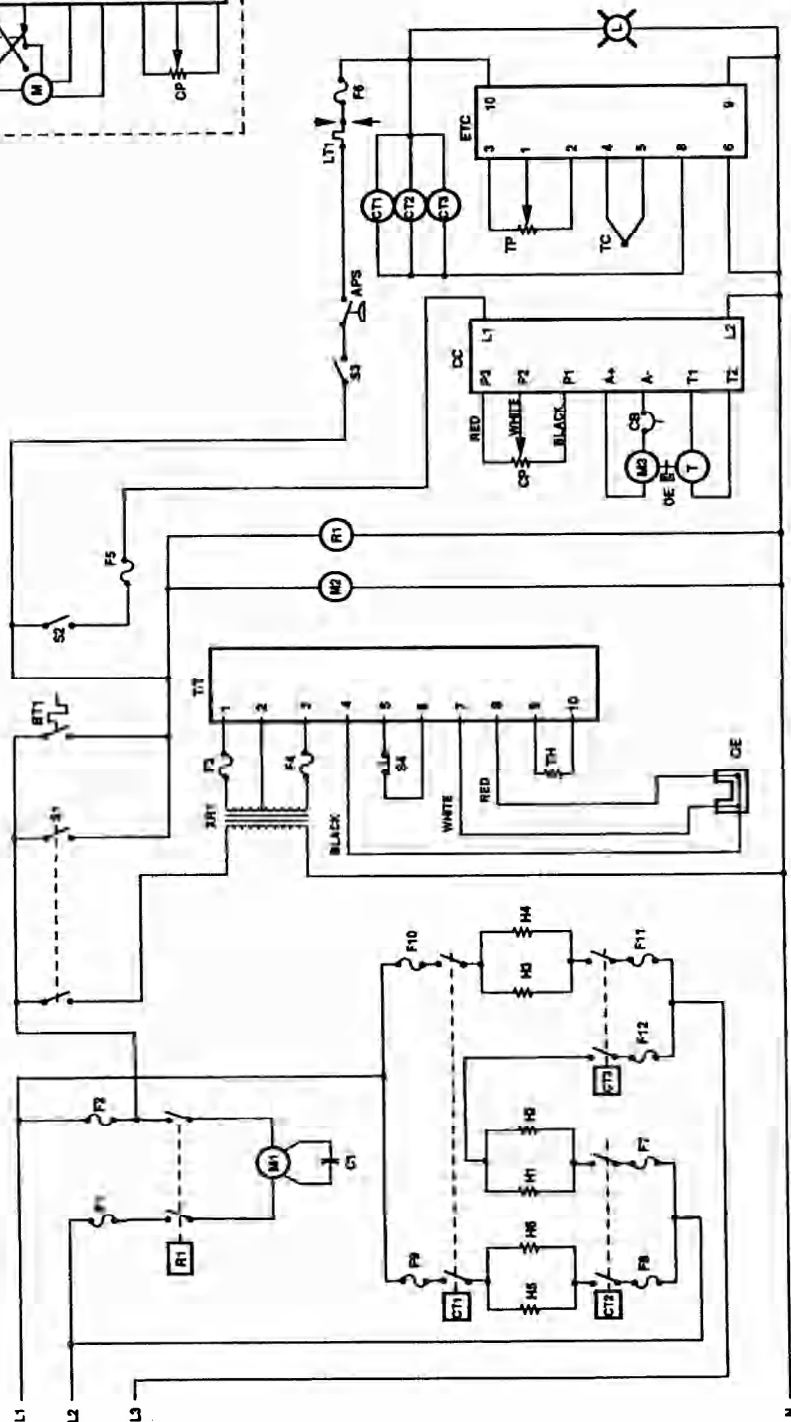 M
CP
L
F6
LT1
APS
S3
CT1
CT2
CT3
ETC
10
9
3
1
2
4
5
8
6
TP
TC
CC
L1
L2
P3
P2
P1
A+
A-
T1
T2
RED
WHITE
BLACK
CP
CB
M3
T
DE
F5
S2
R1
M2
BT1
S1
T/T
1
2
3
4
5
6
7
8
9
10
F3
F4
XR1
S4
TH
BLACK
WHITE
RED
F2
F1
R1
M1
C1
F10
F9
CT1
H4
H3
H2
H1
H6
H5
F11
F12
CT3
F7
F8
CT2
L1
L2
L3
N